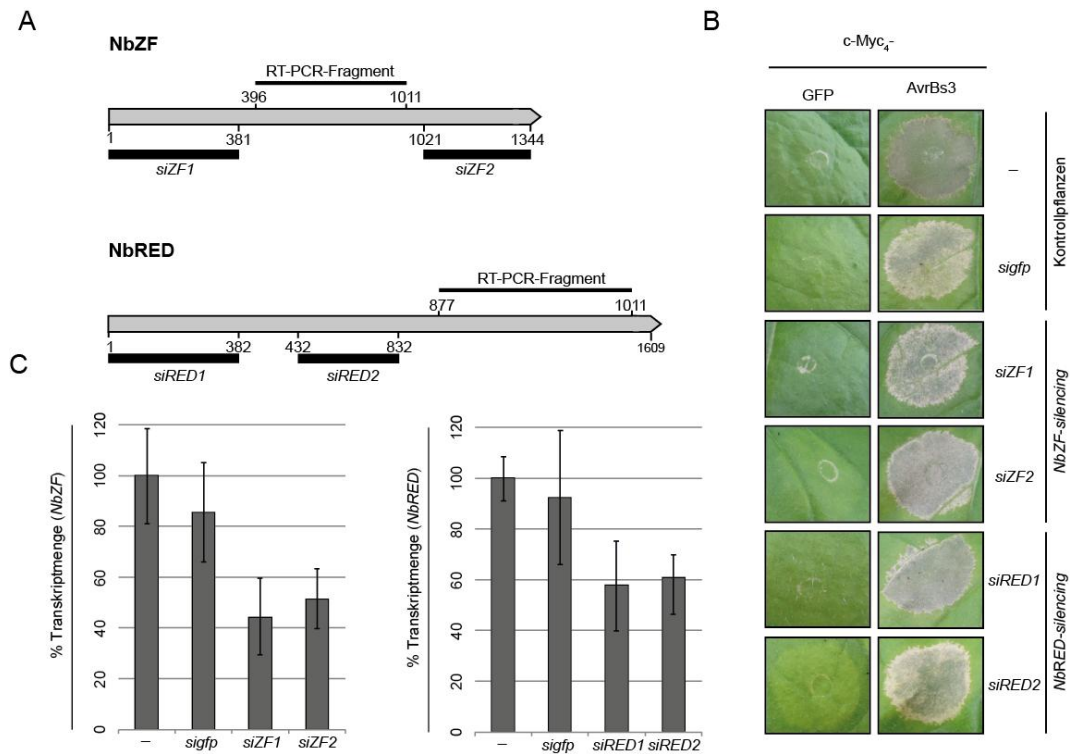 A
NbZF
RT-PCR-Fragment
396 1011
1 381 1021 1344
siZF1 siZF2
NbRED
RT-PCR-Fragment
877 1011
1 382 432 832 1609
siRED1 siRED2
B
c-Myc4-
GFP AvrBs3
–
sigfp
siZF1
siZF2
siRED1
siRED2
Kontrollpflanzen
NbZF-silencing
NbRED-silencing
C
% Transkriptmenge (NbZF)
120
100
80
60
40
20
0
– sigfp siZF1 siZF2
% Transkriptmenge (NbRED)
120
100
80
60
40
20
0
– sigfp siRED1 siRED2